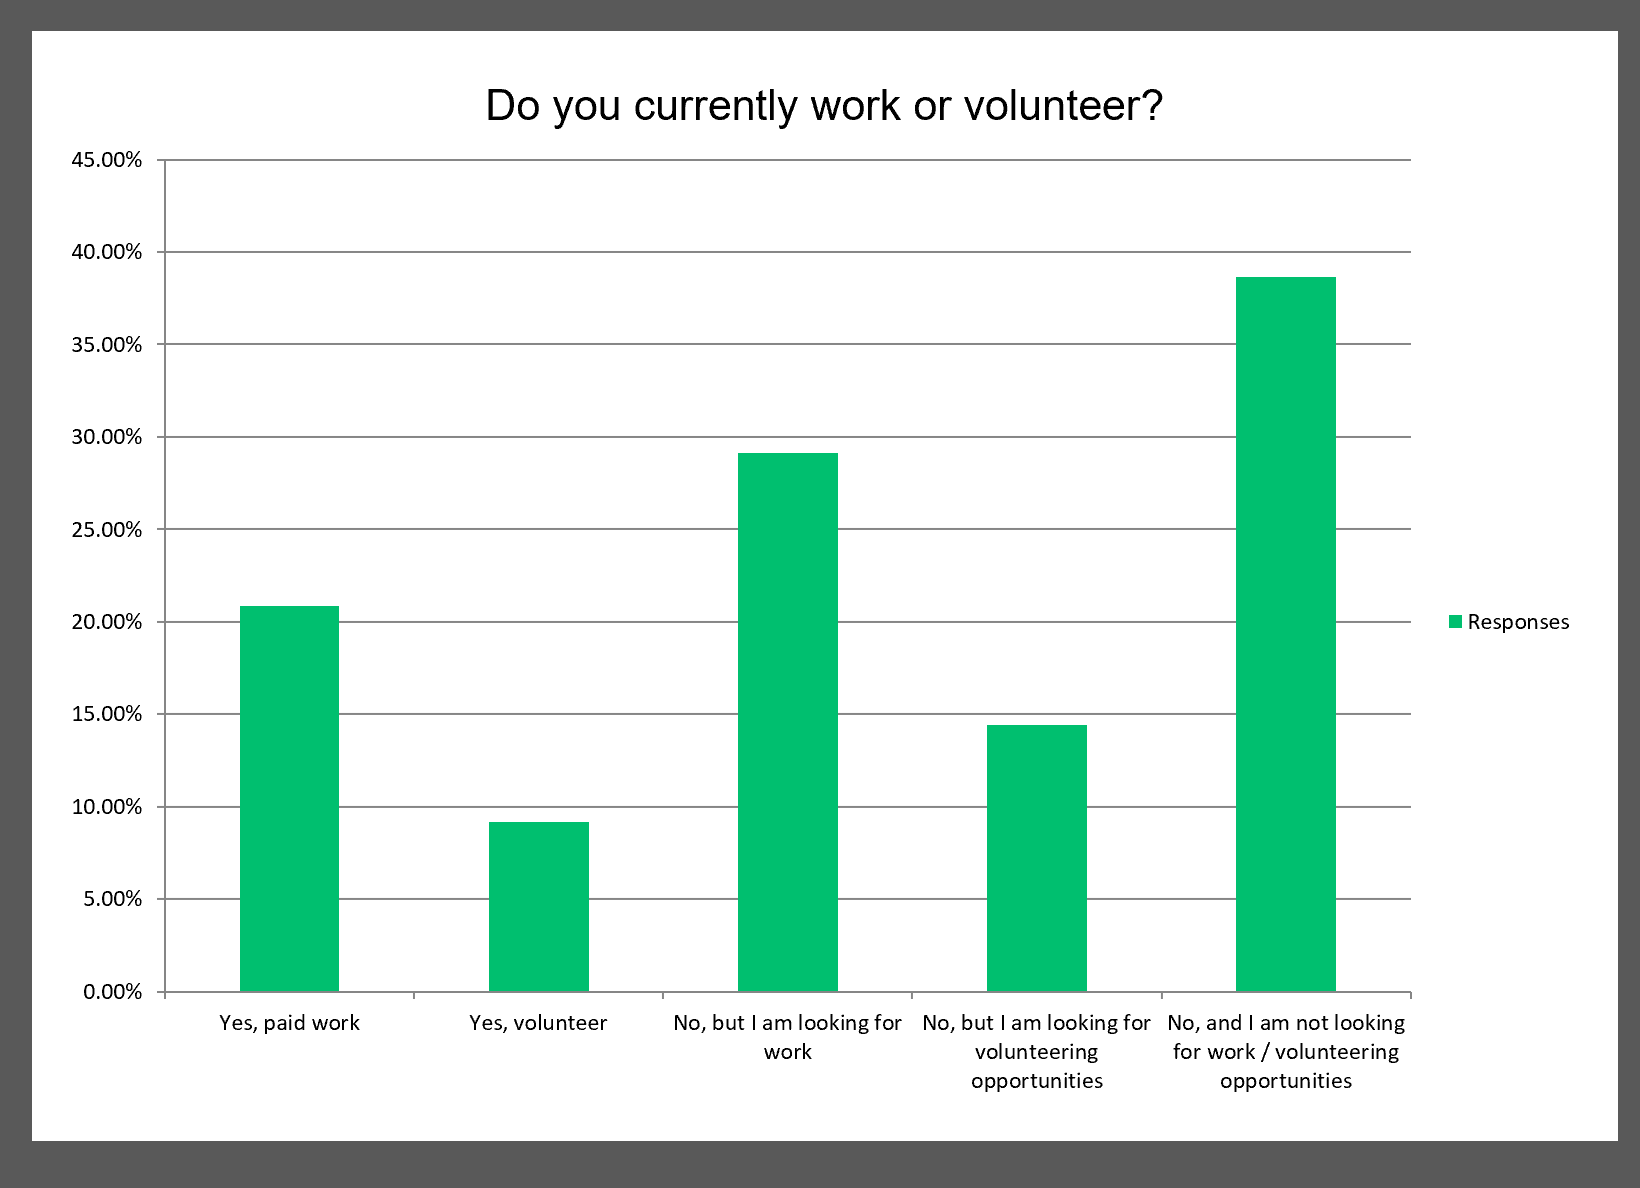 Do you currently work or volunteer?
45.00%
40.00%
35.00%
30.00%
25.00%
20.00%
15.00%
10.00%
5.00%
0.00%
Yes, paid work
Yes, volunteer
No, but I am looking for
work
No, but I am looking for
volunteering
opportunities
No, and I am not looking
for work / volunteering
opportunities
Responses